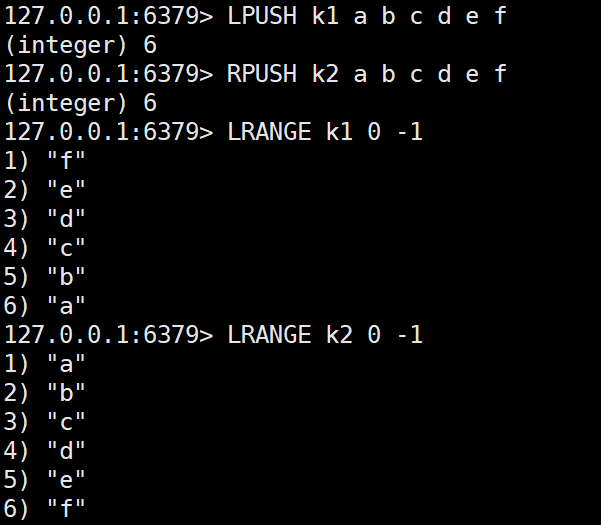 127.0.0.1:6379> LPUSH k1 a b c d e f
(integer) 6
127.0.0.1:6379> RPUSH k2 a b c d e f
(integer) 6
127.0.0.1:6379> LRANGE k1 0 -1
1) "f"
2) "e"
3) "d"
4) "c"
5) "b"
6) "a"
127.0.0.1:6379> LRANGE k2 0 -1
1) "a"
2) "b"
3) "c"
4) "d"
5) "e"
6) "f"